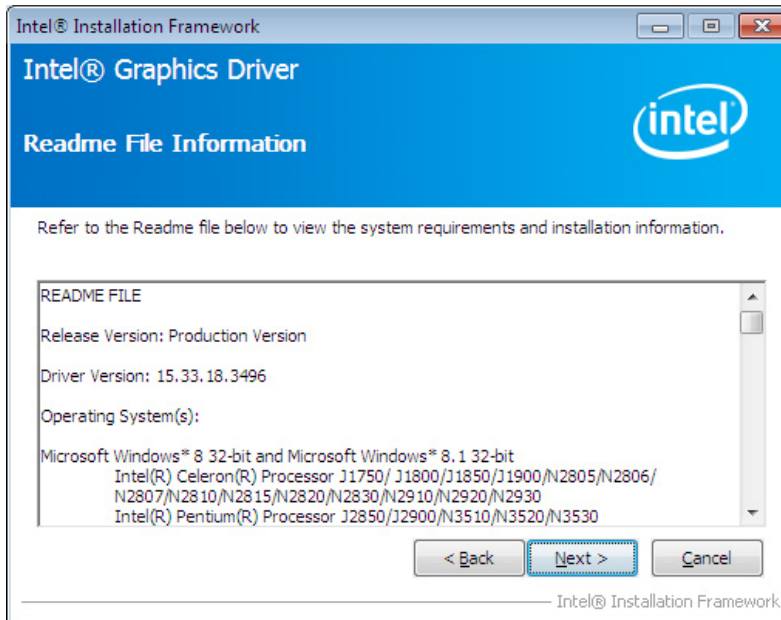 Intel® Installation Framework
Intel® Graphics Driver
Readme File Information
intel®
Refer to the Readme file below to view the system requirements and installation information.
README FILE
Release Version: Production Version
Driver Version: 15.33.18.3496
Operating System(s):
Microsoft Windows* 8 32-bit and Microsoft Windows* 8.1 32-bit
Intel(R) Celeron(R) Processor J1750/ J1800/J1850/J1900/N2805/N2806/
N2807/N2810/N2815/N2820/N2830/N2910/N2920/N2930
Intel(R) Pentium(R) Processor J2850/J2900/N3510/N3520/N3530
< Back Next > Cancel
Intel® Installation Framework